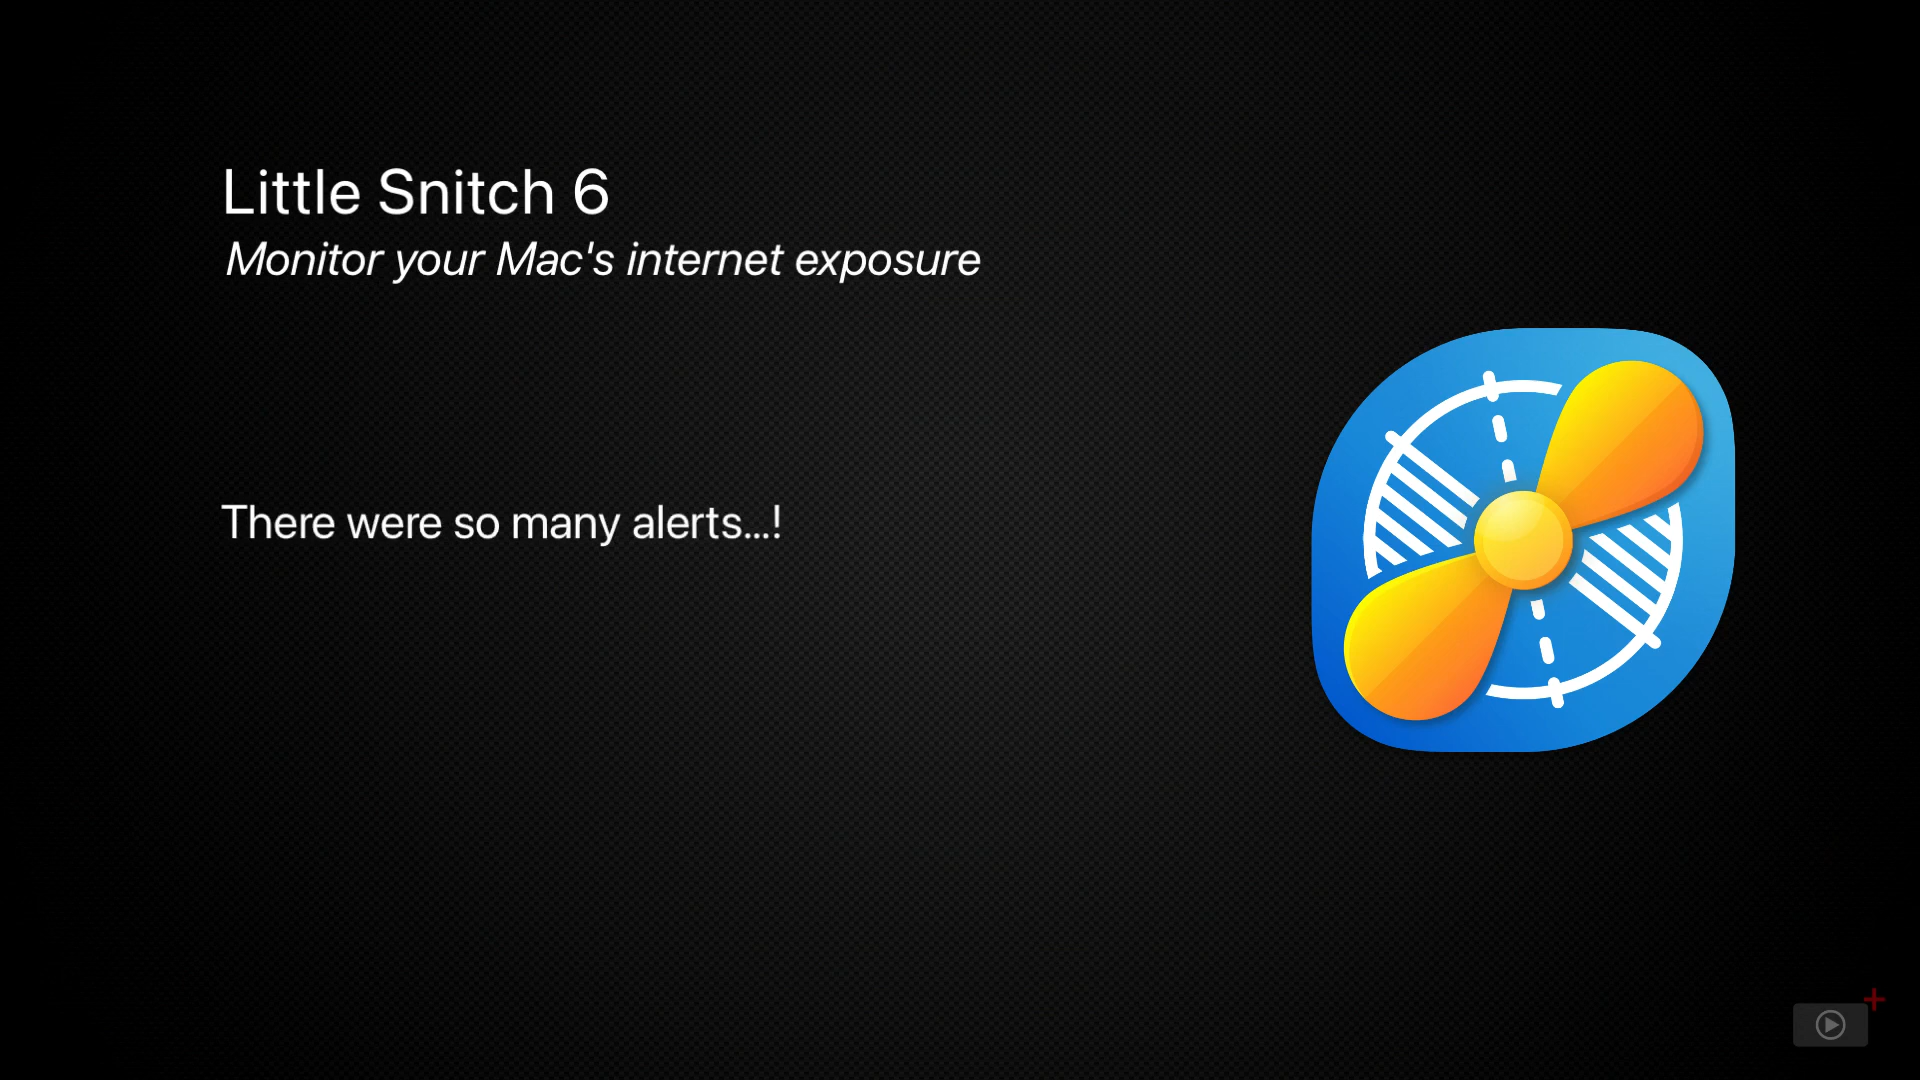 Little Snitch 6
Monitor your Mac's internet exposure
There were so many alerts...!